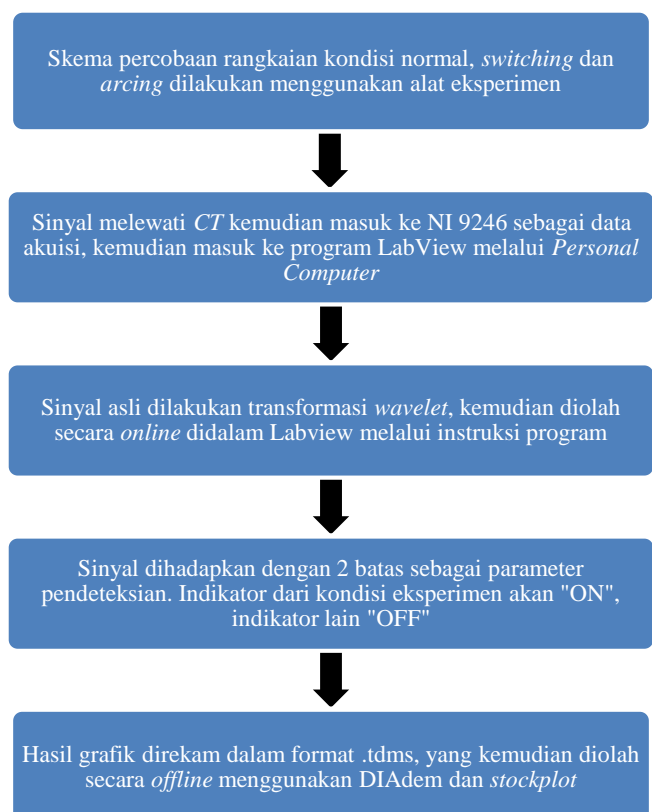 Skema percobaan rangkaian kondisi normal, switching dan
arcing dilakukan menggunakan alat eksperimen
Sinyal melewati CT kemudian masuk ke NI 9246 sebagai data
akuisi, kemudian masuk ke program LabView melalui Personal
Computer
Sinyal asli dilakukan transformasi wavelet, kemudian diolah
secara online didalam Labview melalui instruksi program
Sinyal dihadapkan dengan 2 batas sebagai parameter
pendeteksian. Indikator dari kondisi eksperimen akan "ON",
indikator lain "OFF"
Hasil grafik direkam dalam format .tdms, yang kemudian diolah
secara offline menggunakan DIAdem dan stockplot